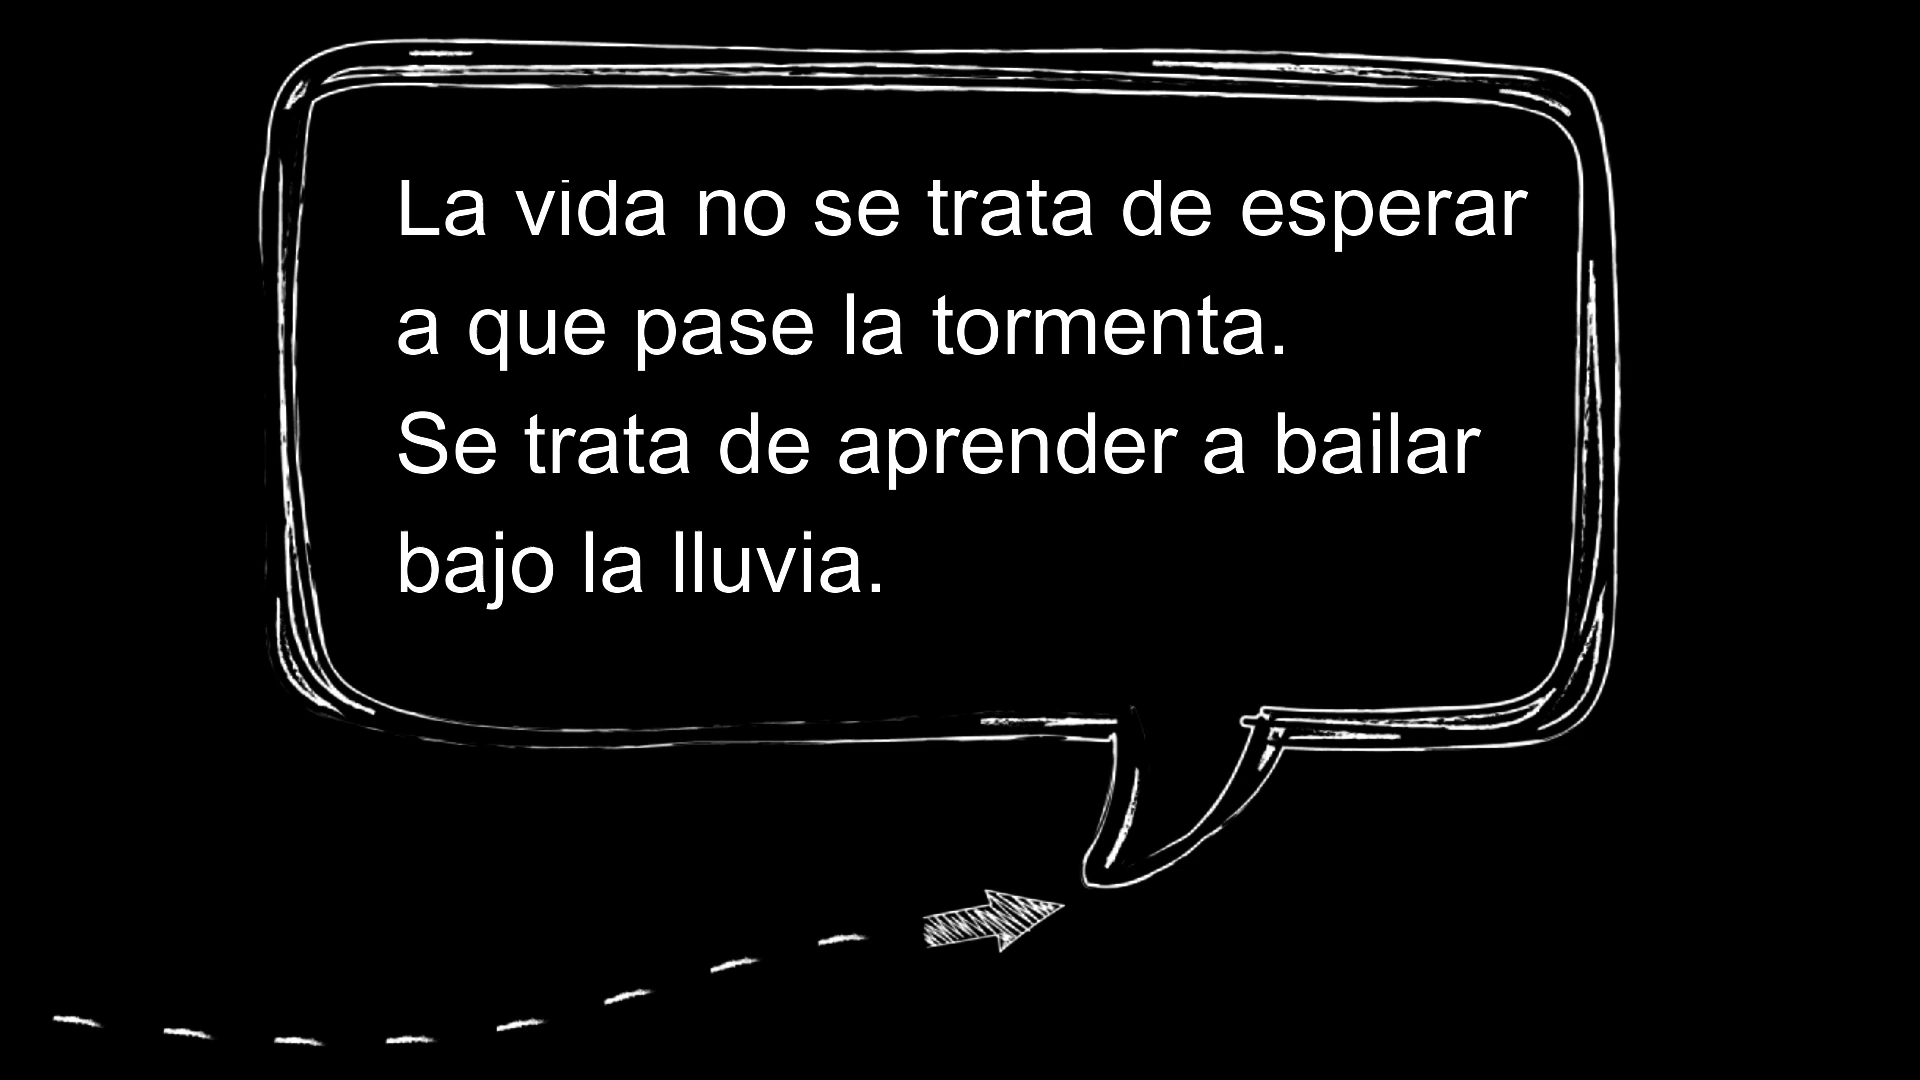 La vida no se trata de esperar
a que pase la tormenta.
Se trata de aprender a bailar
bajo la lluvia.